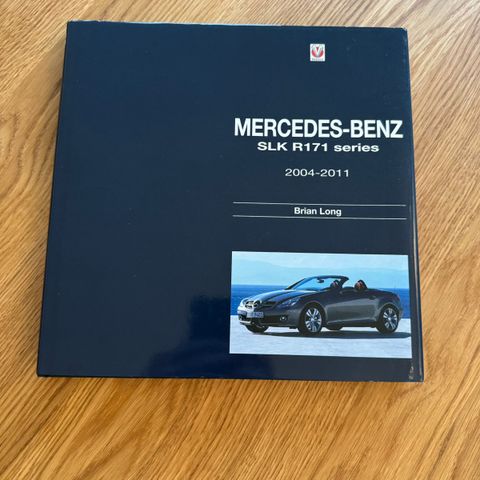 MERCEDES-BENZ
SLK R171 series
2004-2011
Brian Long